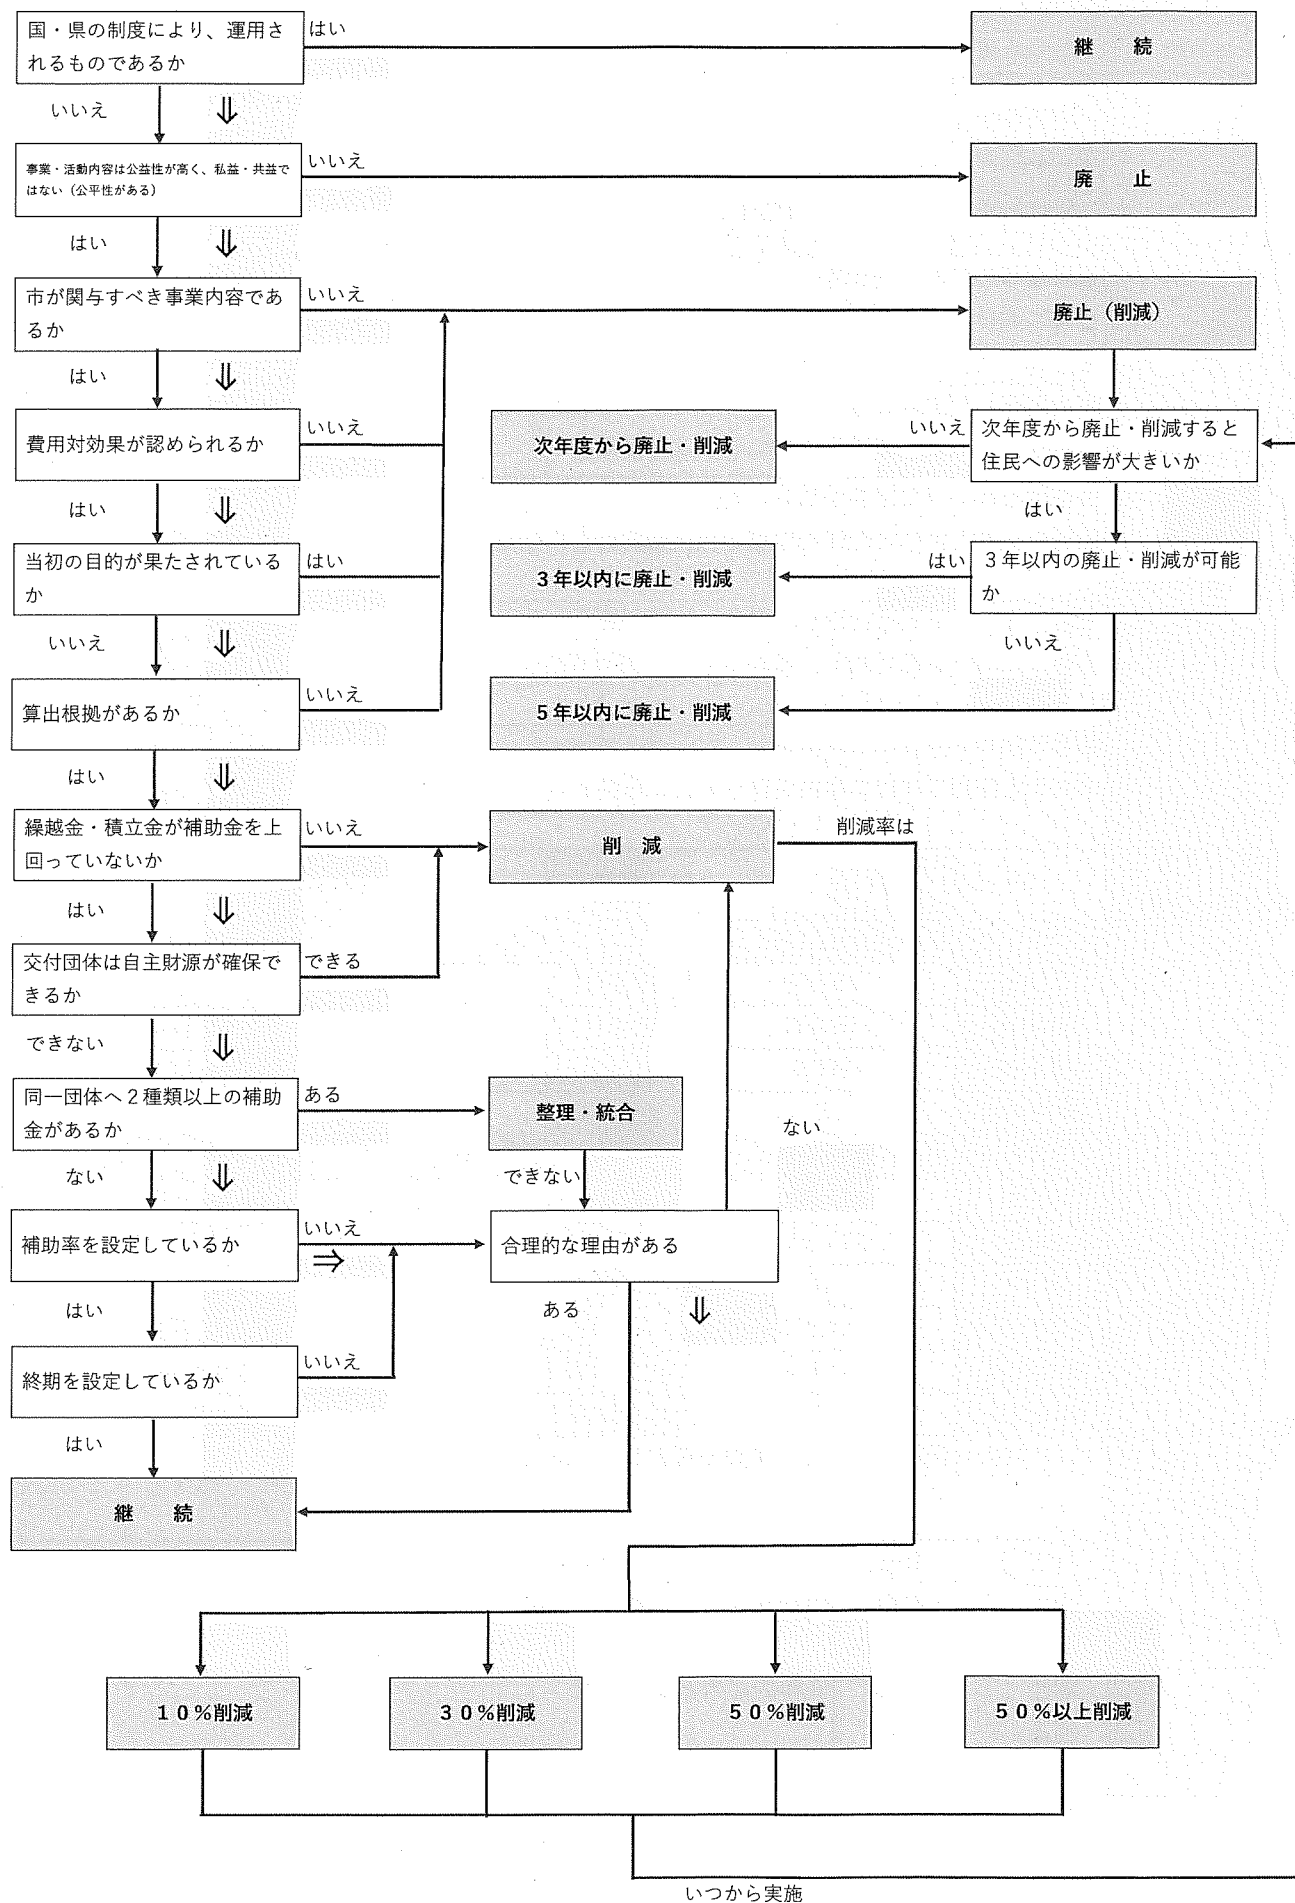 国・県の制度により、運用さ
れるものであるか
はい
継　　続
いいえ
⇓
事業・活動内容は公益性が高く、私益・共益で
はない（公平性がある）
いいえ
廃　　止
はい
⇓
市が関与すべき事業内容であ
るか
いいえ
廃止（削減）
はい
⇓
費用対効果が認められるか
いいえ
次年度から廃止・削減
いいえ
次年度から廃止・削減すると
住民への影響が大きいか
はい
⇓
はい
当初の目的が果たされている
か
はい
３年以内に廃止・削減
はい
３年以内の廃止・削減が可能
か
いいえ
⇓
いいえ
算出根拠があるか
いいえ
５年以内に廃止・削減
はい
⇓
繰越金・積立金が補助金を上
回っていないか
いいえ
削　減
削減率は
はい
⇓
交付団体は自主財源が確保で
きるか
できる
できない
⇓
同一団体へ２種類以上の補助
金があるか
ある
整理・統合
ない
ない
⇓
できない
補助率を設定しているか
いいえ
⇒
合理的な理由がある
はい
ある
⇓
終期を設定しているか
いいえ
はい
継　　続
１０%削減
３０%削減
５０%削減
５０%以上削減
いつから実施